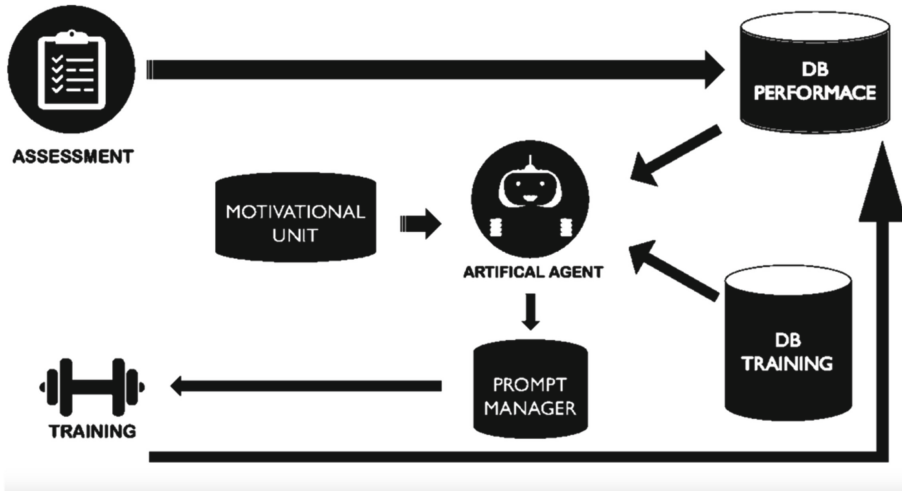 DB
PERFORMACE
ASSESSMENT
MOTIVATIONAL
UNIT
ARTIFICAL AGENT
DB
TRAINING
PROMPT
MANAGER
TRAINING